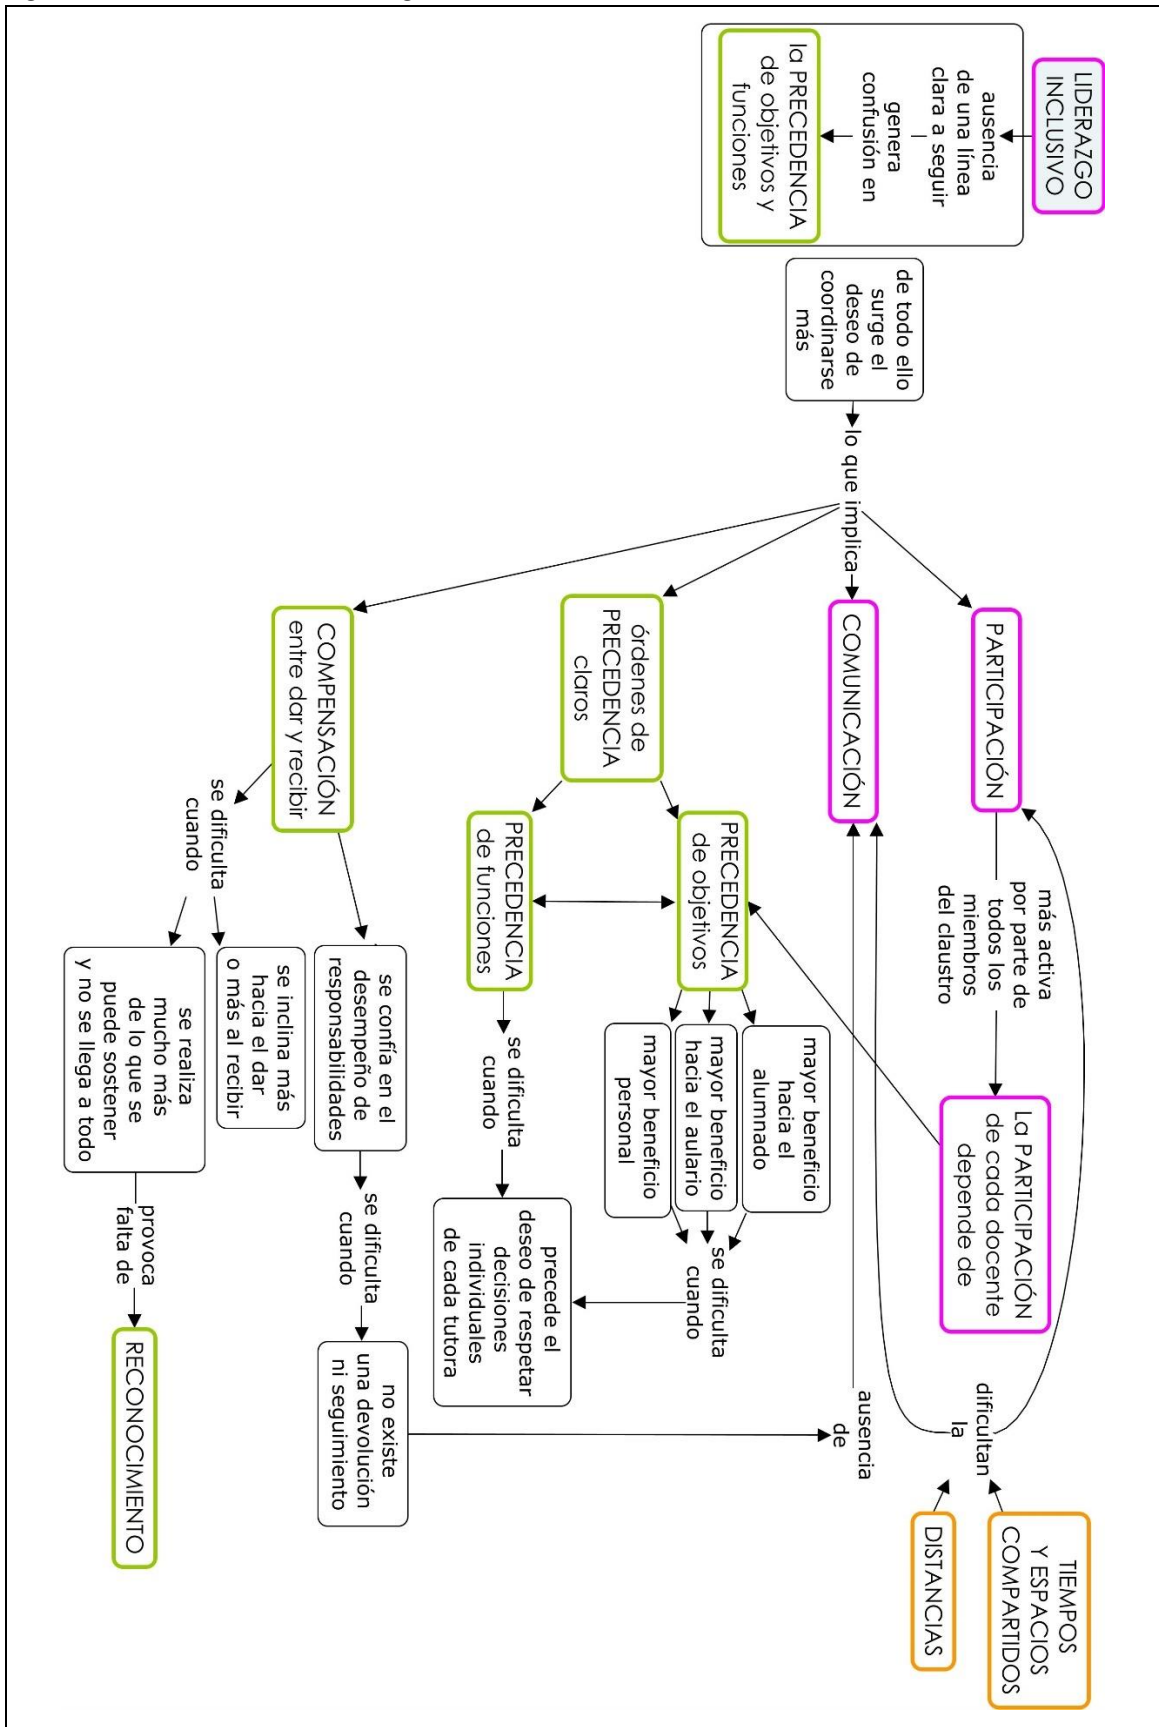 LIDERAZGO
INCLUSIVO
ausencia
de una línea
clara a seguir
genera
confusión en
la PRECEDENCIA
de objetivos y
funciones
de todo ello
surge el
deseo de
coordinarse
más
lo que implica
PARTICIPACIÓN
más activa
por parte de
todos los
miembros
del claustro
La PARTICIPACIÓN
de cada docente
depende de
dificultan
la
TIEMPOS
Y ESPACIOS
COMPARTIDOS
DISTANCIAS
COMUNICACIÓN
ausencia
de
órdenes de
PRECEDENCIA
claros
PRECEDENCIA
de objetivos
mayor beneficio
hacia el
alumnado
mayor beneficio
hacia el aulario
mayor beneficio
personal
se dificulta
cuando
PRECEDENCIA
de funciones
se dificulta
cuando
precede el
deseo de respetar
decisiones
individuales
de cada tutora
COMPENSACIÓN
entre dar y recibir
se confía en el
desempeño de
responsabilidades
se dificulta
cuando
no existe
una devolución
ni seguimiento
se dificulta
cuando
se inclina más
hacia el dar
o más al recibir
se realiza
mucho más
de lo que se
puede sostener
y no se llega a todo
provoca
falta de
RECONOCIMIENTO